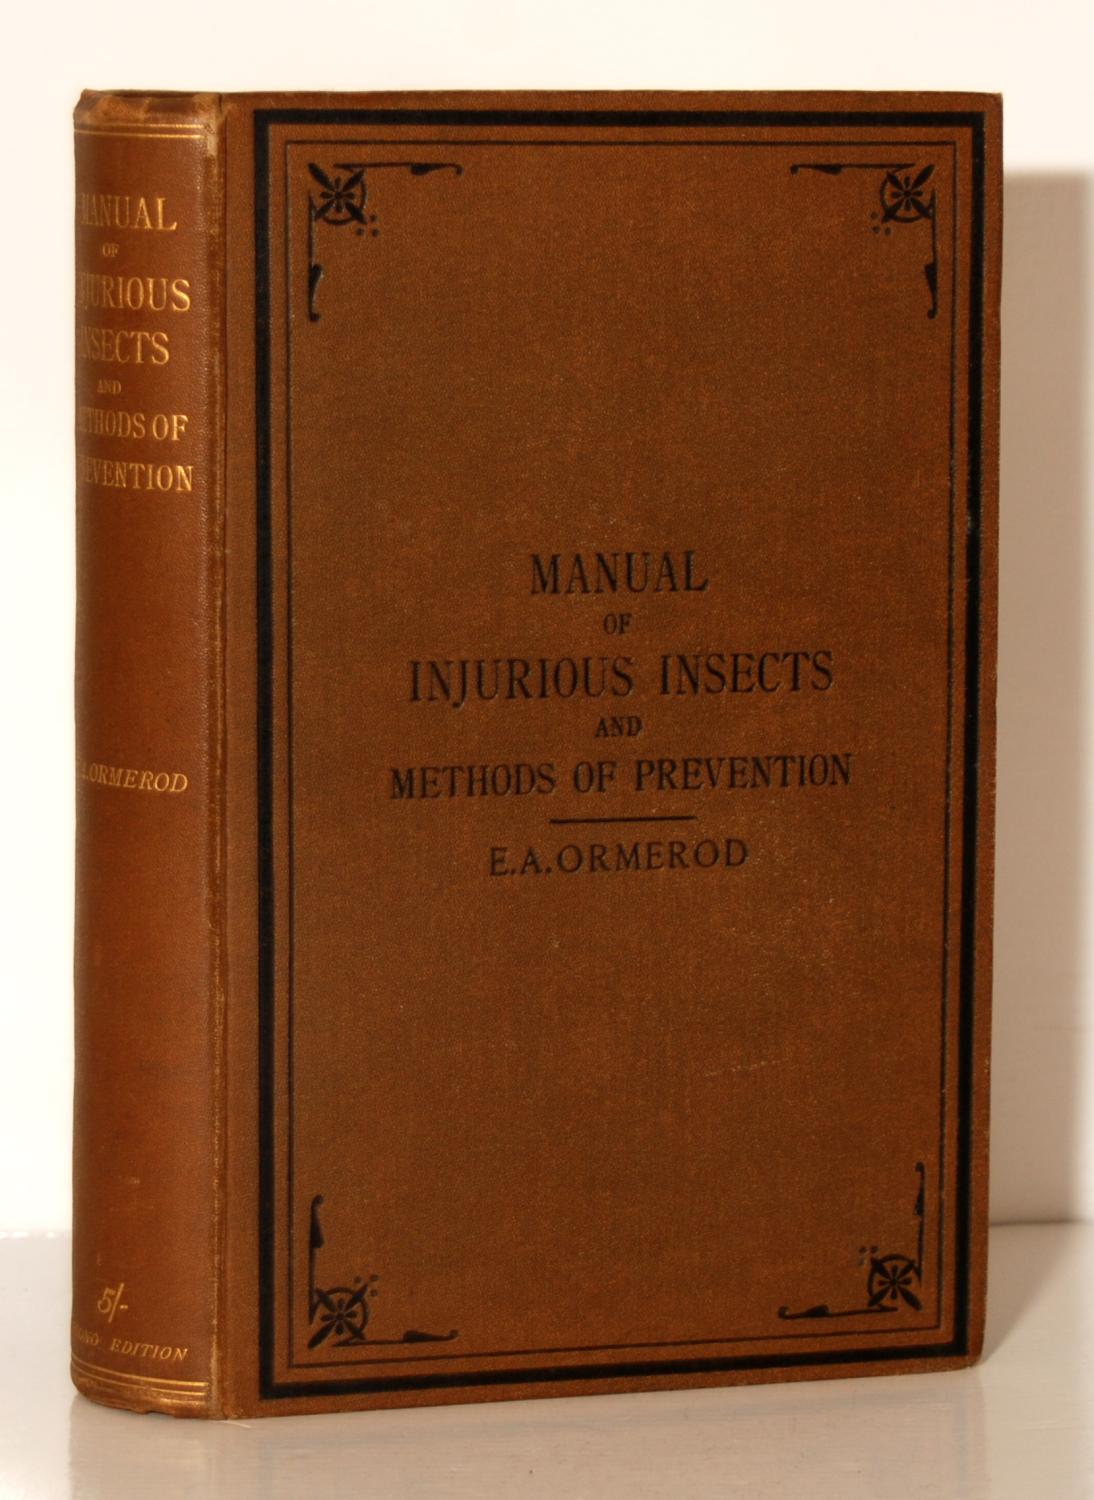 MANUAL
OF
INJURIOUS
INSECTS
AND
METHODS OF
PREVENTION
E.A.ORMEROD
5/-
SECOND EDITION
MANUAL
OF
INJURIOUS INSECTS
AND
METHODS OF PREVENTION
E.A.ORMEROD